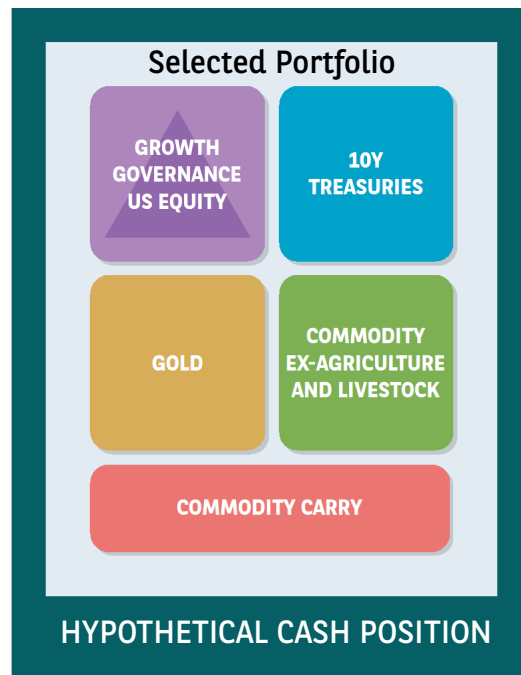 Selected Portfolio
GROWTH
GOVERNANCE
US EQUITY
10Y
TREASURIES
GOLD
COMMODITY
EX-AGRICULTURE
AND LIVESTOCK
COMMODITY CARRY
HYPOTHETICAL CASH POSITION